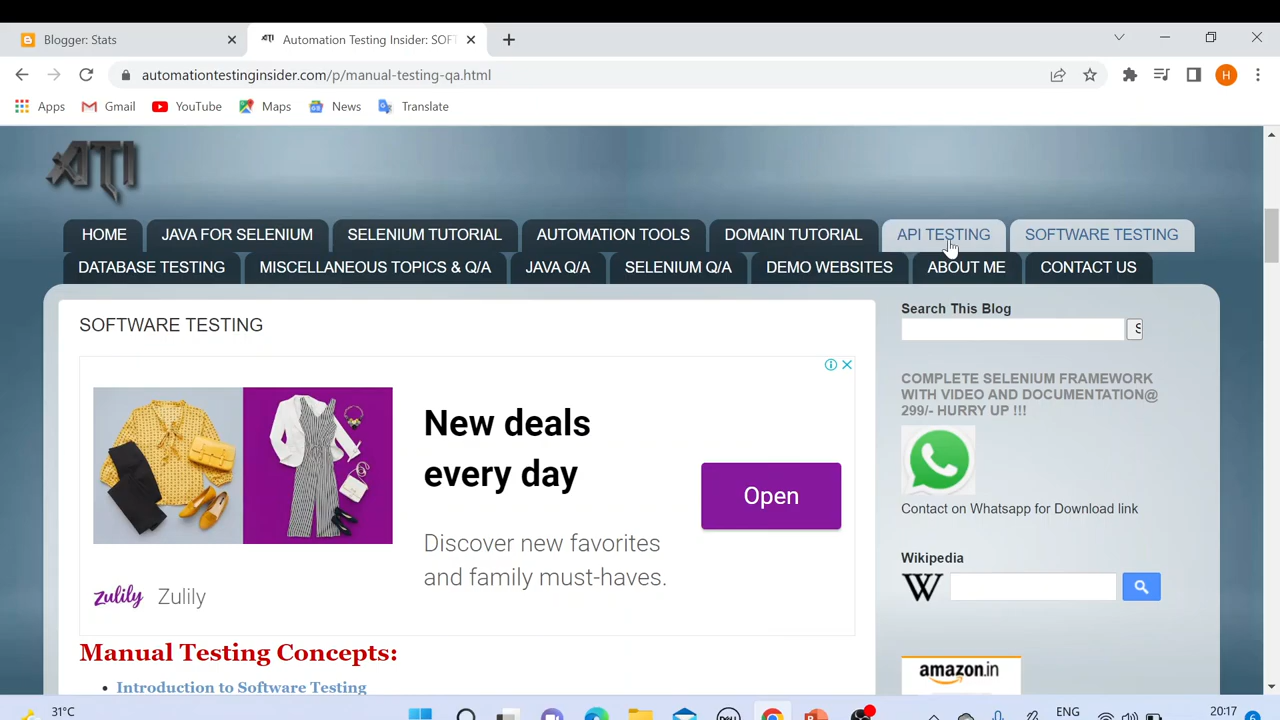 Blogger: Stats
Automation Testing Insider: SOF
automationtestinginsider.com/p/manual-testing-qa.html
H
Apps
Gmail
YouTube
Maps
News
Translate
ATI
HOME
JAVA FOR SELENIUM
SELENIUM TUTORIAL
AUTOMATION TOOLS
DOMAIN TUTORIAL
API TESTING
SOFTWARE TESTING
DATABASE TESTING
MISCELLANEOUS TOPICS & Q/A
JAVA Q/A
SELENIUM Q/A
DEMO WEBSITES
ABOUT ME
CONTACT US
SOFTWARE TESTING
New deals
every day
Discover new favorites
and family must-haves.
Open
zulily
Zulily
Manual Testing Concepts:
• Introduction to Software Testing
Search This Blog
S
COMPLETE SELENIUM FRAMEWORK
WITH VIDEO AND DOCUMENTATION@
299/- HURRY UP !!!
Contact on Whatsapp for Download link
Wikipedia
W
amazon.in
31°C
ENG
20:17